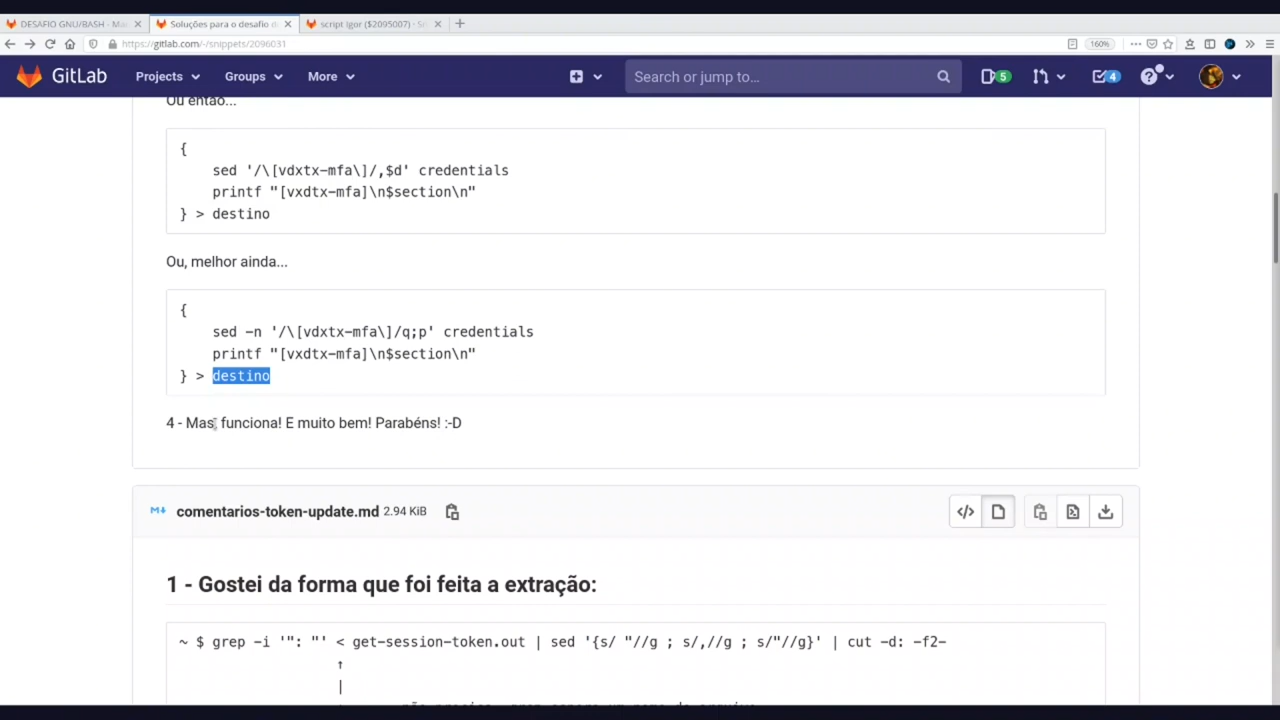 DESAFIO GNU/BASH - Ma
Soluções para o desafio d
script Igor ($2095007) · Sn
https://gitlab.com/-/snippets/2096031
160%
GitLab
Projects
Groups
More
Search or jump to...
5
4
Ou então...
{
sed '/\[vdxtx-mfa\]/,$d' credentials
printf "[vxdtx-mfa]\n$section\n"
} > destino
Ou, melhor ainda...
{
sed -n '/\[vdxtx-mfa\]/q;p' credentials
printf "[vxdtx-mfa]\n$section\n"
} > destino
4 - Mas funciona! E muito bem! Parabéns! :-D
comentarios-token-update.md 2.94 KiB
1 - Gostei da forma que foi feita a extração:
~ $ grep -i '": "' < get-session-token.out | sed '{s/ "//g ; s/,//g ; s/"//g}' | cut -d: -f2-
↑
|